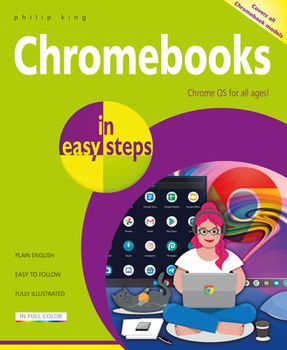 philip king
Covers all
Chromebook models
Chromebooks
Chrome OS for all ages!
in
easy steps
PLAIN ENGLISH
EASY TO FOLLOW
FULLY ILLUSTRATED
IN FULL COLOR